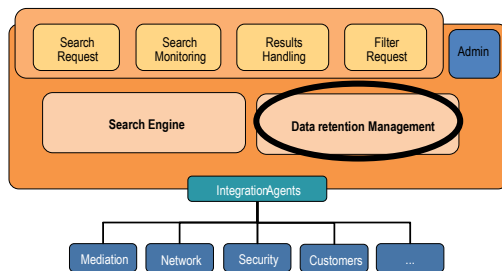 Search
Request
Search
Monitoring
Results
Handling
Filter
Request
Admin
Search Engine
Data retention Management
IntegrationAgents
Mediation
Network
Security
Customers
...